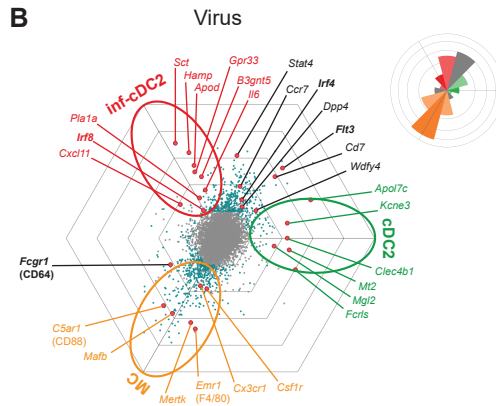 B
Virus
Sct
Hamp
Apod
Gpr33
B3gnt5
Il6
Stat4
Ccr7
Irf4
Dpp4
Flt3
Cd7
Wdfy4
inf-cDC2
Pla1a
Irf8
Cxcl11
Apol7c
Kcne3
cDC2
Clec4b1
Mt2
Mgl2
Fcrls
Fcgr1
(CD64)
C5ar1
(CD88)
Mafb
MC
Mertk
Emr1
(F4/80)
Cx3cr1
Csf1r